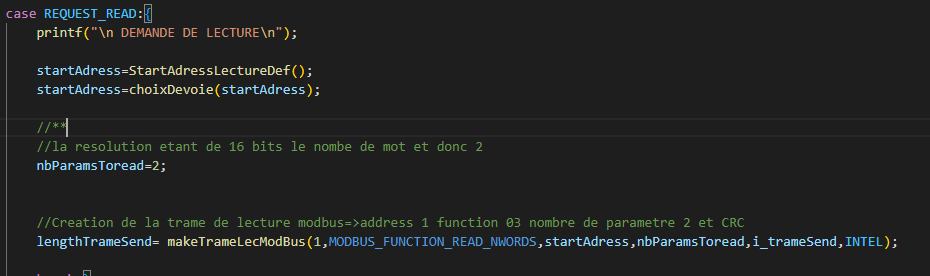 case REQUEST_READ:{
printf("\n DEMANDE DE LECTURE\n");
startAdress=StartAdressLectureDef();
startAdress=choixDevoie(startAdress);
//**
//la resolution etant de 16 bits le nombe de mot et donc 2
nbParamsToread=2;
//Creation de la trame de lecture modbus=>address 1 function 03 nombre de parametre 2 et CRC
lengthTrameSend= makeTrameLecModBus(1,MODBUS_FUNCTION_READ_NWORDS,startAdress,nbParamsToread,i_trameSend,INTEL);